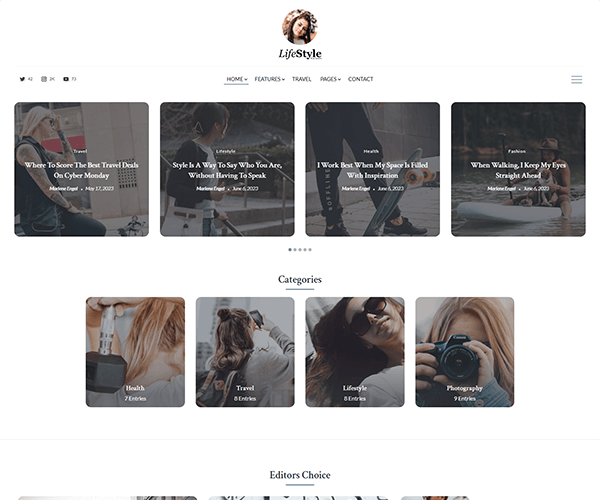 LifeStyle
42 2K 73
HOME FEATURES TRAVEL PAGES CONTACT
Travel
Where To Score The Best Travel Deals
On Cyber Monday
Marlene Engel • May 17, 2023
Lifestyle
Style Is A Way To Say Who You Are,
Without Having To Speak
Marlene Engel • June 6, 2023
Health
I Work Best When My Space Is Filled
With Inspiration
Marlene Engel • June 6, 2023
Fashion
When Walking, I Keep My Eyes
Straight Ahead
Marlene Engel • June 6, 2023
Categories
Health
7 Entries
Travel
8 Entries
Lifestyle
8 Entries
Photography
9 Entries
Editors Choice